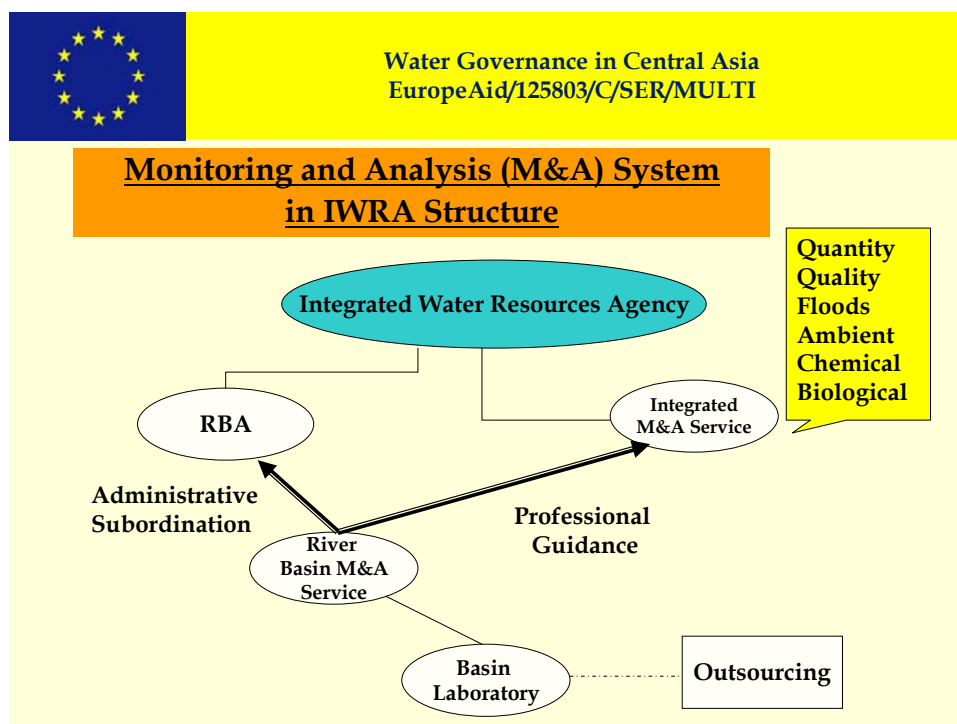 Water Governance in Central Asia
EuropeAid/125803/C/SER/MULTI
Monitoring and Analysis (M&A) System
in IWRA Structure
Quantity
Quality
Floods
Ambient
Chemical
Biological
Integrated Water Resources Agency
RBA
Integrated
M&A Service
Administrative
Subordination
Professional
Guidance
River
Basin M&A
Service
Basin
Laboratory
Outsourcing